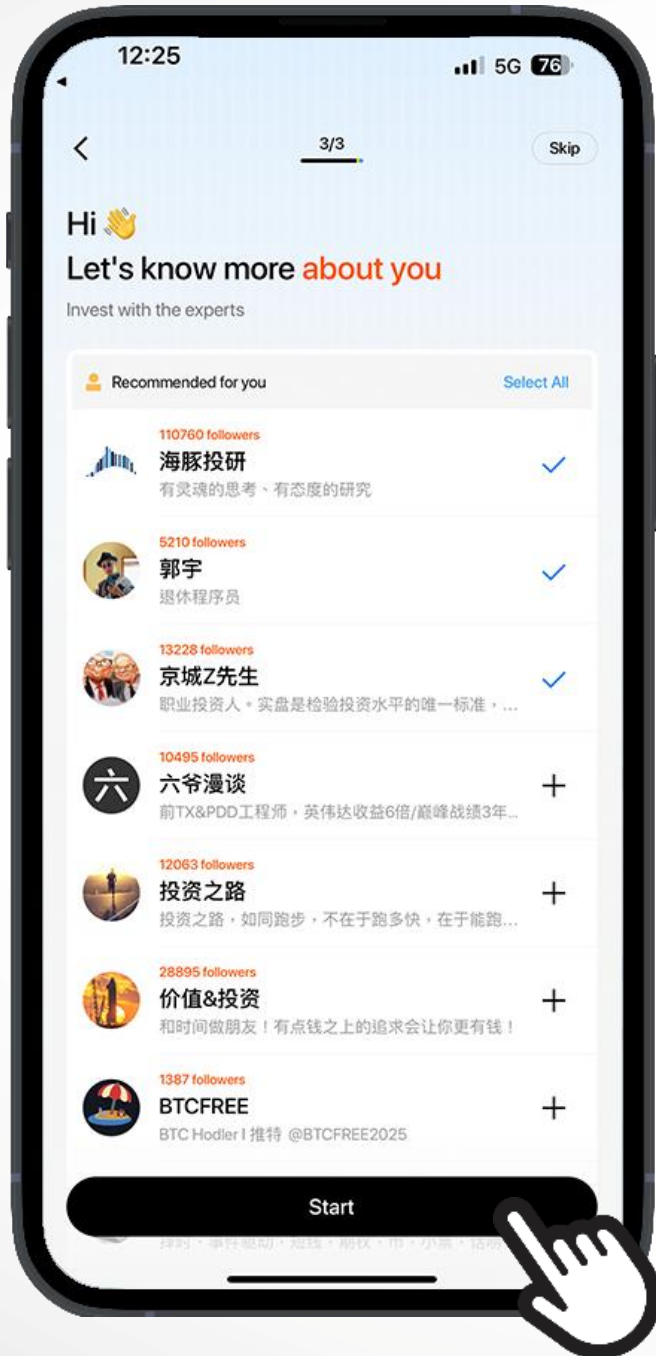 12:25
5G 76
3/3
Skip
Hi 👋
Let's know more about you
Invest with the experts
Recommended for you
Select All
110760 followers
海豚投研
有灵魂的思考、有态度的研究
5210 followers
郭宇
退休程序员
13228 followers
京城Z先生
职业投资人。实盘是检验投资水平的唯一标准，...
六
10495 followers
六爷漫谈
前TX&PDD工程师，英伟达收益6倍/巅峰战绩3年...
12063 followers
投资之路
投资之路，如同跑步，不在于跑多快，在于能跑...
28895 followers
价值&投资
和时间做朋友！有点钱之上的追求会让你更有钱！
1387 followers
BTCFREE
BTC Hodler I 推特 @BTCFREE2025
Start